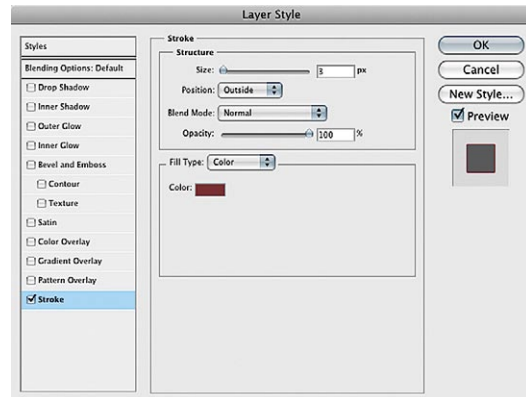 Layer Style
Styles
Blending Options: Default
Drop Shadow
Inner Shadow
Outer Glow
Inner Glow
Bevel and Emboss
Contour
Texture
Satin
Color Overlay
Gradient Overlay
Pattern Overlay
Stroke
Stroke
Structure
Size: 3 px
Position: Outside
Blend Mode: Normal
Opacity: 100 %
Fill Type: Color
Color:
OK
Cancel
New Style...
Preview